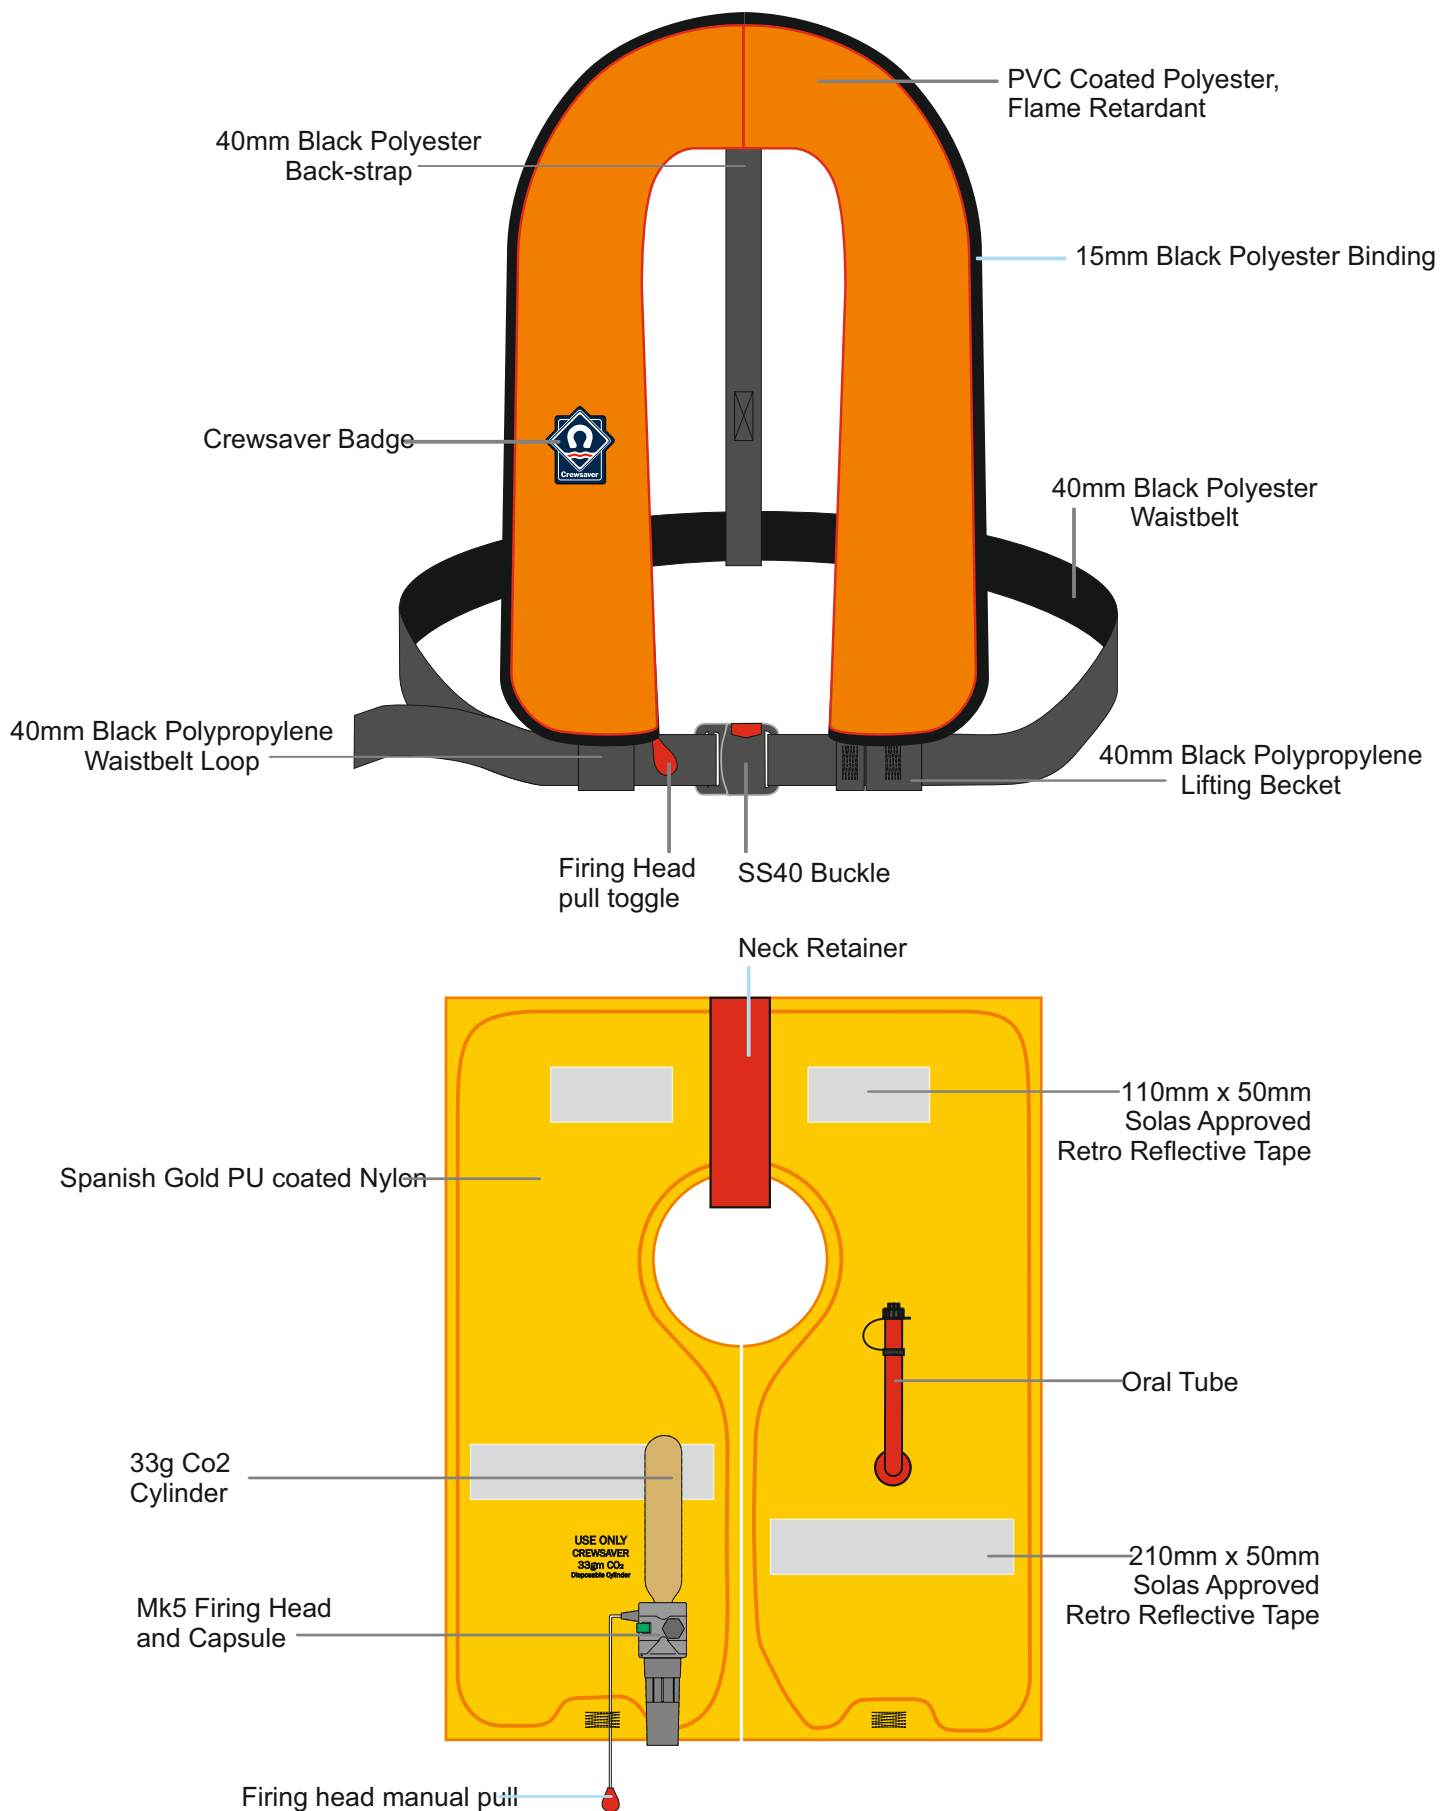 PVC Coated Polyester,
Flame Retardant
40mm Black Polyester
Back-strap
15mm Black Polyester Binding
Crewsaver Badge
Crewsaver
40mm Black Polyester
Waistbelt
40mm Black Polypropylene
Waistbelt Loop
40mm Black Polypropylene
Lifting Becket
Firing Head
pull toggle
SS40 Buckle
Neck Retainer
110mm x 50mm
Solas Approved
Retro Reflective Tape
Spanish Gold PU coated Nylon
Oral Tube
33g Co2
Cylinder
USE ONLY
CREWSAVER
33gm CO₂
Disposable Cylinder
210mm x 50mm
Solas Approved
Retro Reflective Tape
Mk5 Firing Head
and Capsule
Firing head manual pull